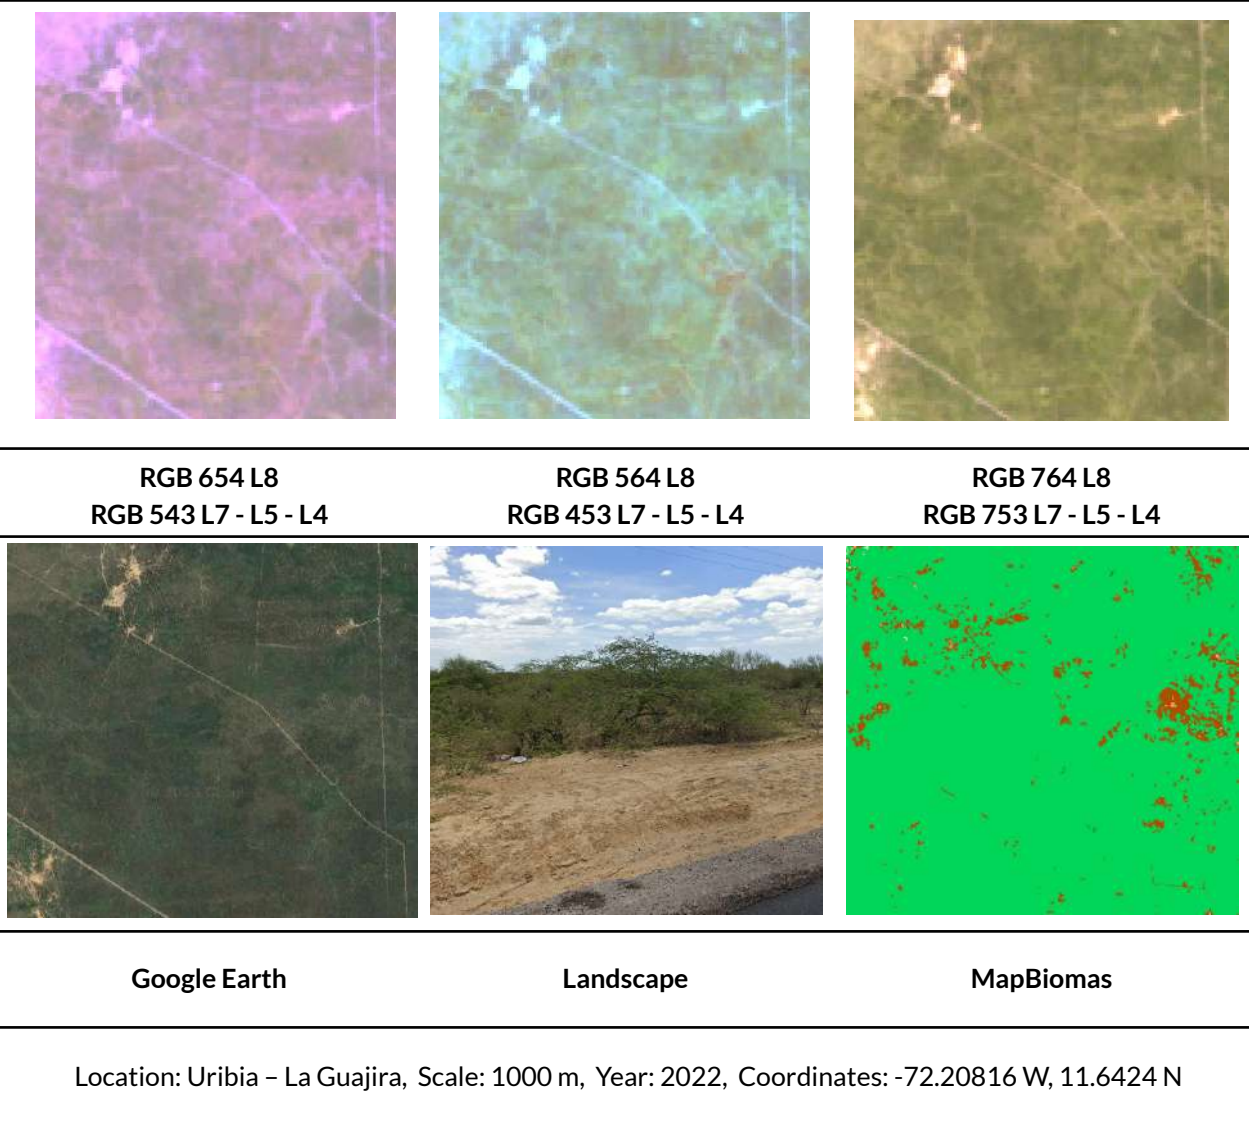 RGB 654 L8
RGB 543 L7 - L5 - L4
RGB 564 L8
RGB 453 L7 - L5 - L4
RGB 764 L8
RGB 753 L7 - L5 - L4
Google Earth
Landscape
MapBiomas
Location: Uribia – La Guajira, Scale: 1000 m, Year: 2022, Coordinates: -72.20816 W, 11.6424 N